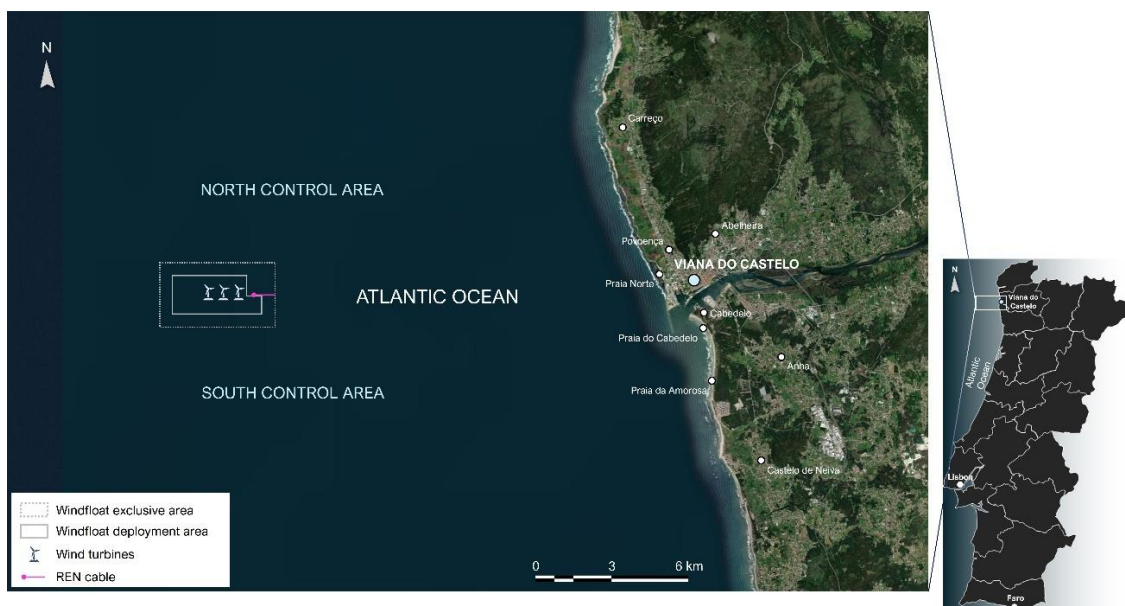 N
Carreço
NORTH CONTROL AREA
Abelheira
Povoença
VIANA DO CASTELO
Praia Norte
ATLANTIC OCEAN
Cabedelo
Praia do Cabedelo
Anha
Praia da Amorosa
SOUTH CONTROL AREA
Castelo de Neiva
Windfloat exclusive area
Windfloat deployment area
Wind turbines
REN cable
0 3 6 km
N
Viana do
Castelo
Atlantic
Ocean
Lisboa
Faro